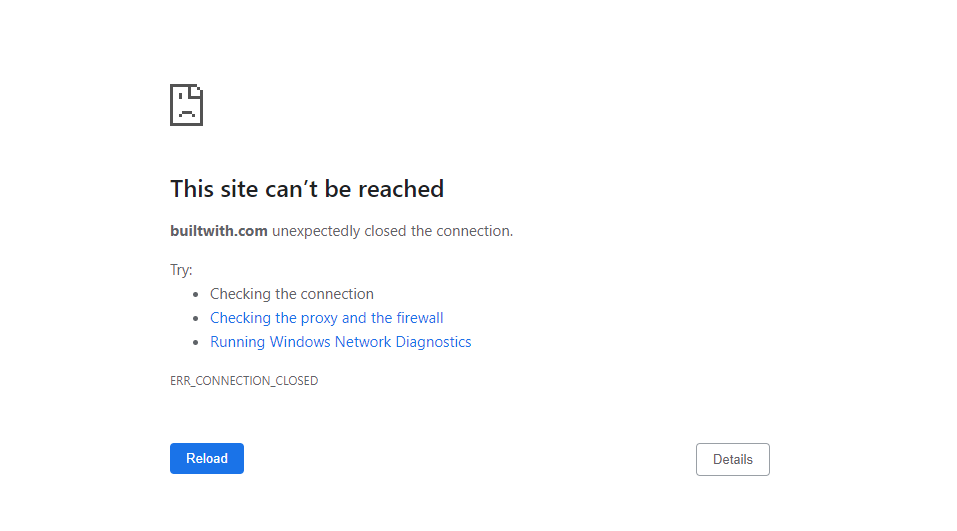 This site can’t be reached
builtwith.com unexpectedly closed the connection.
Try:
• Checking the connection
• Checking the proxy and the firewall
• Running Windows Network Diagnostics
ERR_CONNECTION_CLOSED
Reload
Details